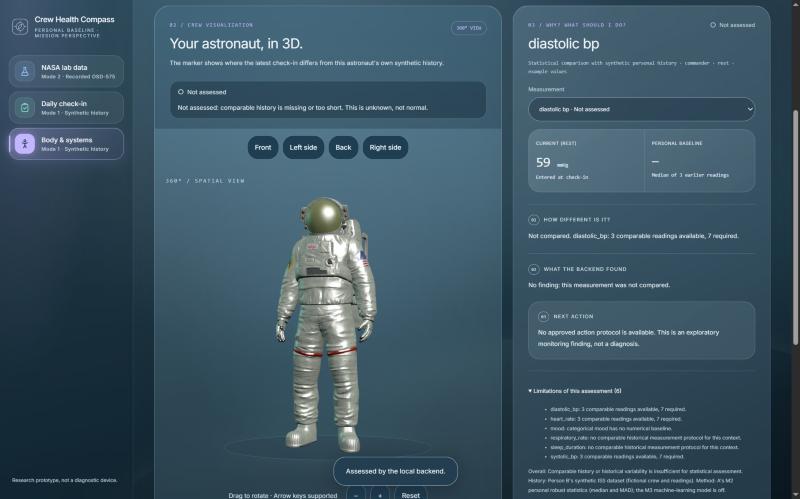 Crew Health Compass
PERSONAL BASELINE ·
MISSION PERSPECTIVE
NASA lab data
Mode 2 · Recorded OSD-575
Daily check-in
Mode 1 · Synthetic history
Body & systems
Mode 1 · Synthetic history
Research prototype, not a diagnostic device.
02 / CREW VISUALIZATION
360° VIEW
Your astronaut, in 3D.
The marker shows where the latest check-in differs from this astronaut's own synthetic history.
Not assessed
Not assessed: comparable history is missing or too short. This is unknown, not normal.
Front
Left side
Back
Right side
360° / SPATIAL VIEW
Assessed by the local backend.
Drag to rotate · Arrow keys supported
−
+
Reset
03 / WHY? WHAT SHOULD I DO?
Not assessed
diastolic bp
Statistical comparison with synthetic personal history · commander · rest ·
example values
Measurement
diastolic bp · Not assessed
CURRENT (REST)
59 mmHg
Entered at check-in
PERSONAL BASELINE
—
Median of 3 earlier readings
01 HOW DIFFERENT IS IT?
Not compared. diastolic_bp: 3 comparable readings available, 7 required.
02 WHAT THE BACKEND FOUND
No finding: this measurement was not compared.
03 NEXT ACTION
No approved action protocol is available. This is an exploratory
monitoring finding, not a diagnosis.
▼ Limitations of this assessment (6)
• diastolic_bp: 3 comparable readings available, 7 required.
• heart_rate: 3 comparable readings available, 7 required.
• mood: categorical mood has no numerical baseline.
• respiratory_rate: no comparable historical measurement protocol for this context.
• sleep_duration: no comparable historical measurement protocol for this context.
• systolic_bp: 3 comparable readings available, 7 required.
Overall: Comparable history or historical variability is insufficient for statistical assessment.
History: Person B's synthetic ISS dataset (fictional crew and readings). Method: A's M2
personal robust statistics (median and MAD); the M3 machine-learning model is off.